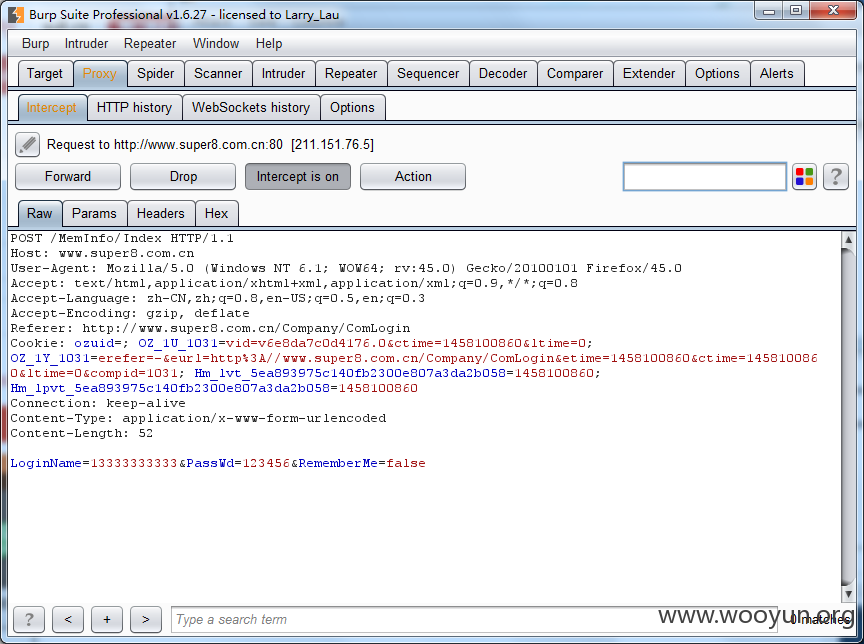 Burp Suite Professional v1.6.27 - licensed to Larry_Lau
Burp Intruder Repeater Window Help
Target Proxy Spider Scanner Intruder Repeater Sequencer Decoder Comparer Extender Options Alerts
Intercept HTTP history WebSockets history Options
Request to http://www.super8.com.cn:80 [211.151.76.5]
Forward Drop Intercept is on Action ?
Raw Params Headers Hex
POST /MemInfo/Index HTTP/1.1
Host: www.super8.com.cn
User-Agent: Mozilla/5.0 (Windows NT 6.1; WOW64; rv:45.0) Gecko/20100101 Firefox/45.0
Accept: text/html,application/xhtml+xml,application/xml;q=0.9,*/*;q=0.8
Accept-Language: zh-CN,zh;q=0.8,en-US;q=0.5,en;q=0.3
Accept-Encoding: gzip, deflate
Referer: http://www.super8.com.cn/Company/ComLogin
Cookie: ozuid=; OZ_1U_1031=vid=v6e8da7c0d4176.0&ctime=1458100860&ltime=0;
OZ_1Y_1031=erefer=-&eurl=http%3A//www.super8.com.cn/Company/ComLogin&etime=1458100860&ctime=145810086
0&ltime=0&compid=1031; Hm_lvt_5ea893975c140fb2300e807a3da2b058=1458100860;
Hm_lpvt_5ea893975c140fb2300e807a3da2b058=1458100860
Connection: keep-alive
Content-Type: application/x-www-form-urlencoded
Content-Length: 52
LoginName=13333333333&PassWd=123456&RememberMe=false
? < + > Type a search term 0 matches
www.wooyun.org